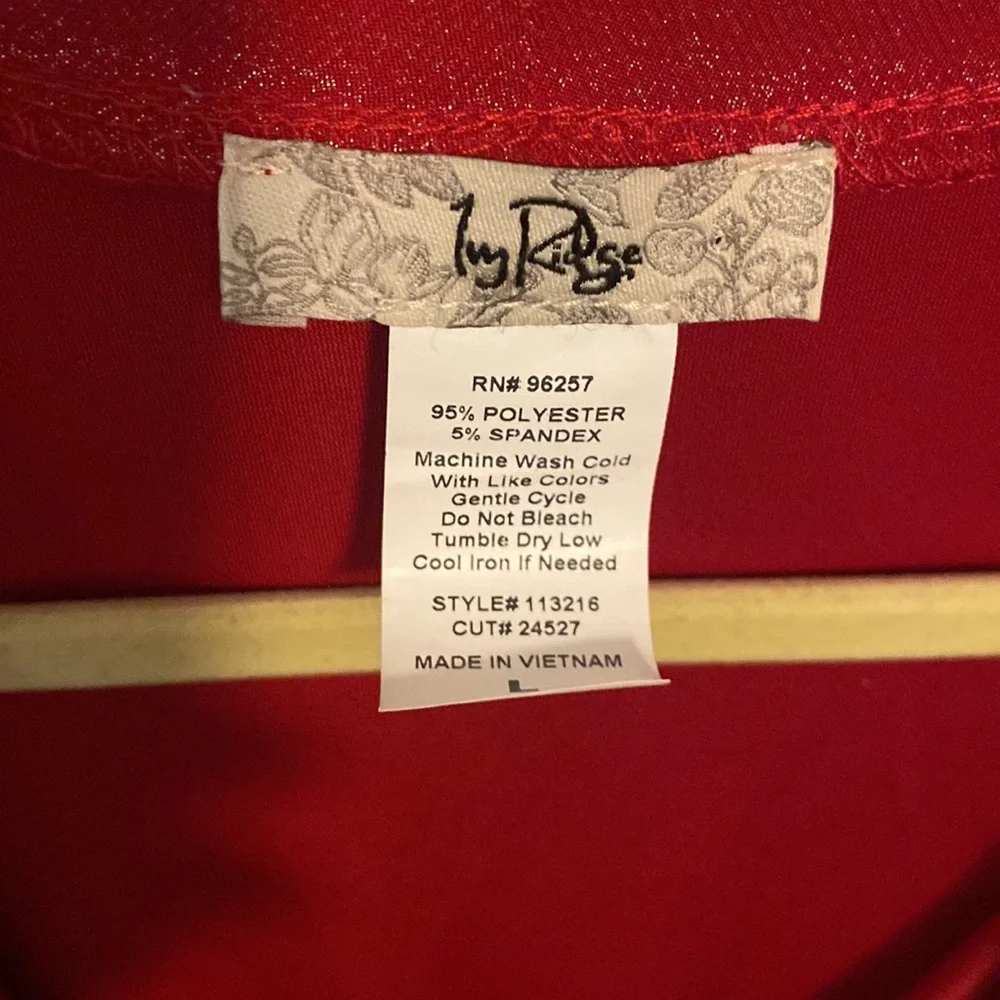 Ivy Ridge
RN# 96257
95% POLYESTER
5% SPANDEX
Machine Wash Cold
With Like Colors
Gentle Cycle
Do Not Bleach
Tumble Dry Low
Cool Iron If Needed
STYLE# 113216
CUT# 24527
MADE IN VIETNAM
L